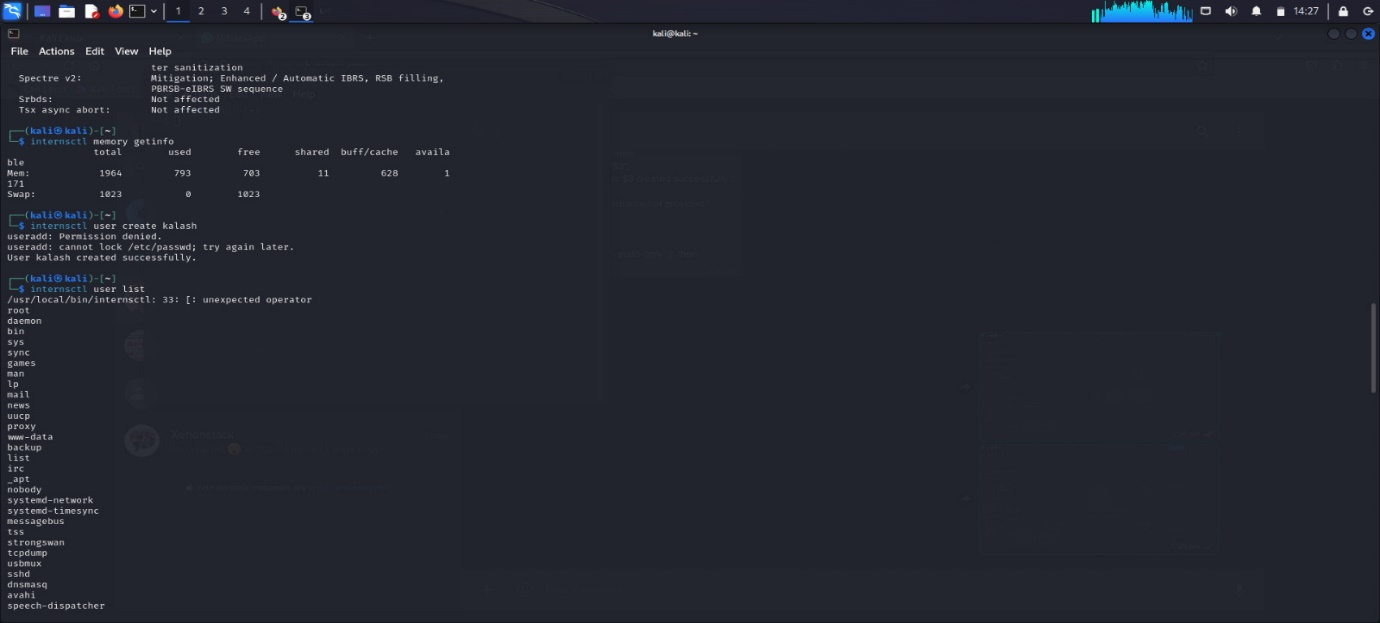 1 2 3 4
2
3
14:27
kali@kali: ~
File Actions Edit View Help
ter sanitization
Spectre v2: Mitigation; Enhanced / Automatic IBRS, RSB filling,
PBRSB-eIBRS SW sequence
Srbds: Not affected
Tsx async abort: Not affected
┌──(kali㉿kali)-[~]
└─$ internsctl memory getinfo
total used free shared buff/cache availa
ble
Mem: 1964 793 703 11 628 1
171
Swap: 1023 0 1023
┌──(kali㉿kali)-[~]
└─$ internsctl user create kalash
useradd: Permission denied.
useradd: cannot lock /etc/passwd; try again later.
User kalash created successfully.
┌──(kali㉿kali)-[~]
└─$ internsctl user list
/usr/local/bin/internsctl: 33: [: unexpected operator
root
daemon
bin
sys
sync
games
man
lp
mail
news
uucp
proxy
www-data
backup
list
irc
_apt
nobody
systemd-network
systemd-timesync
messagebus
tss
strongswan
tcpdump
usbmux
sshd
dnsmasq
avahi
speech-dispatcher